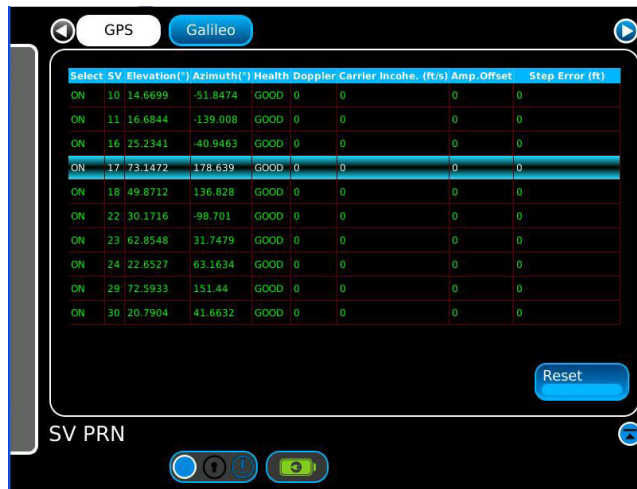 GPS Galileo
Select SV Elevation(°) Azimuth(°) Health Doppler Carrier Incohe. (ft/s) Amp.Offset Step Error (ft)
ON 10 14.6699 -51.8474 GOOD 0 0 0 0
ON 11 16.6844 -139.008 GOOD 0 0 0 0
ON 16 25.2341 -40.9463 GOOD 0 0 0 0
ON 17 73.1472 178.639 GOOD 0 0 0 0
ON 18 49.8712 136.828 GOOD 0 0 0 0
ON 22 30.1716 -98.701 GOOD 0 0 0 0
ON 23 62.8548 31.7479 GOOD 0 0 0 0
ON 24 22.6527 63.1634 GOOD 0 0 0 0
ON 29 72.5933 151.44 GOOD 0 0 0 0
ON 30 20.7904 41.6632 GOOD 0 0 0 0
Reset
SV PRN